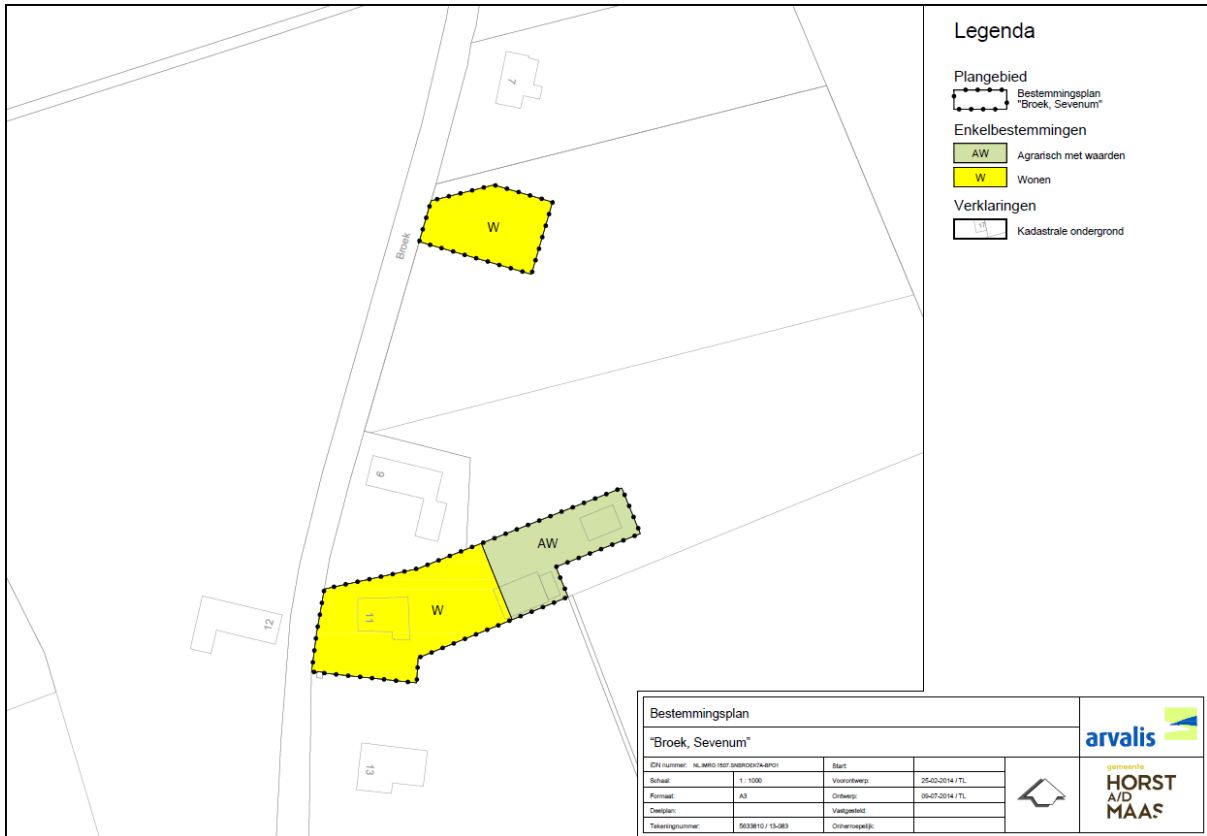 Legenda
Plangebied
Bestemmingsplan
"Broek, Sevenum"
Enkelbestemmingen
AW Agrarisch met waarden
W Wonen
Verklaringen
Kadastrale ondergrond
7
W
Broek
9
AW
W
11
12
13
Bestemmingsplan
"Broek, Sevenum"
IDN nummer: NL.IMRO.1507.SNBROEK7A-BPO1 Start:
Schaal: 1 : 1000 Voorontwerp: 25-02-2014 / TL
Formaat: A3 Ontwerp: 09-07-2014 / TL
Deelplan: Vastgesteld:
Tekeningnummer: 5633810 / 13-083 Onherroepelijk:
arvalis
gemeente
HORST
A/D
MAAS